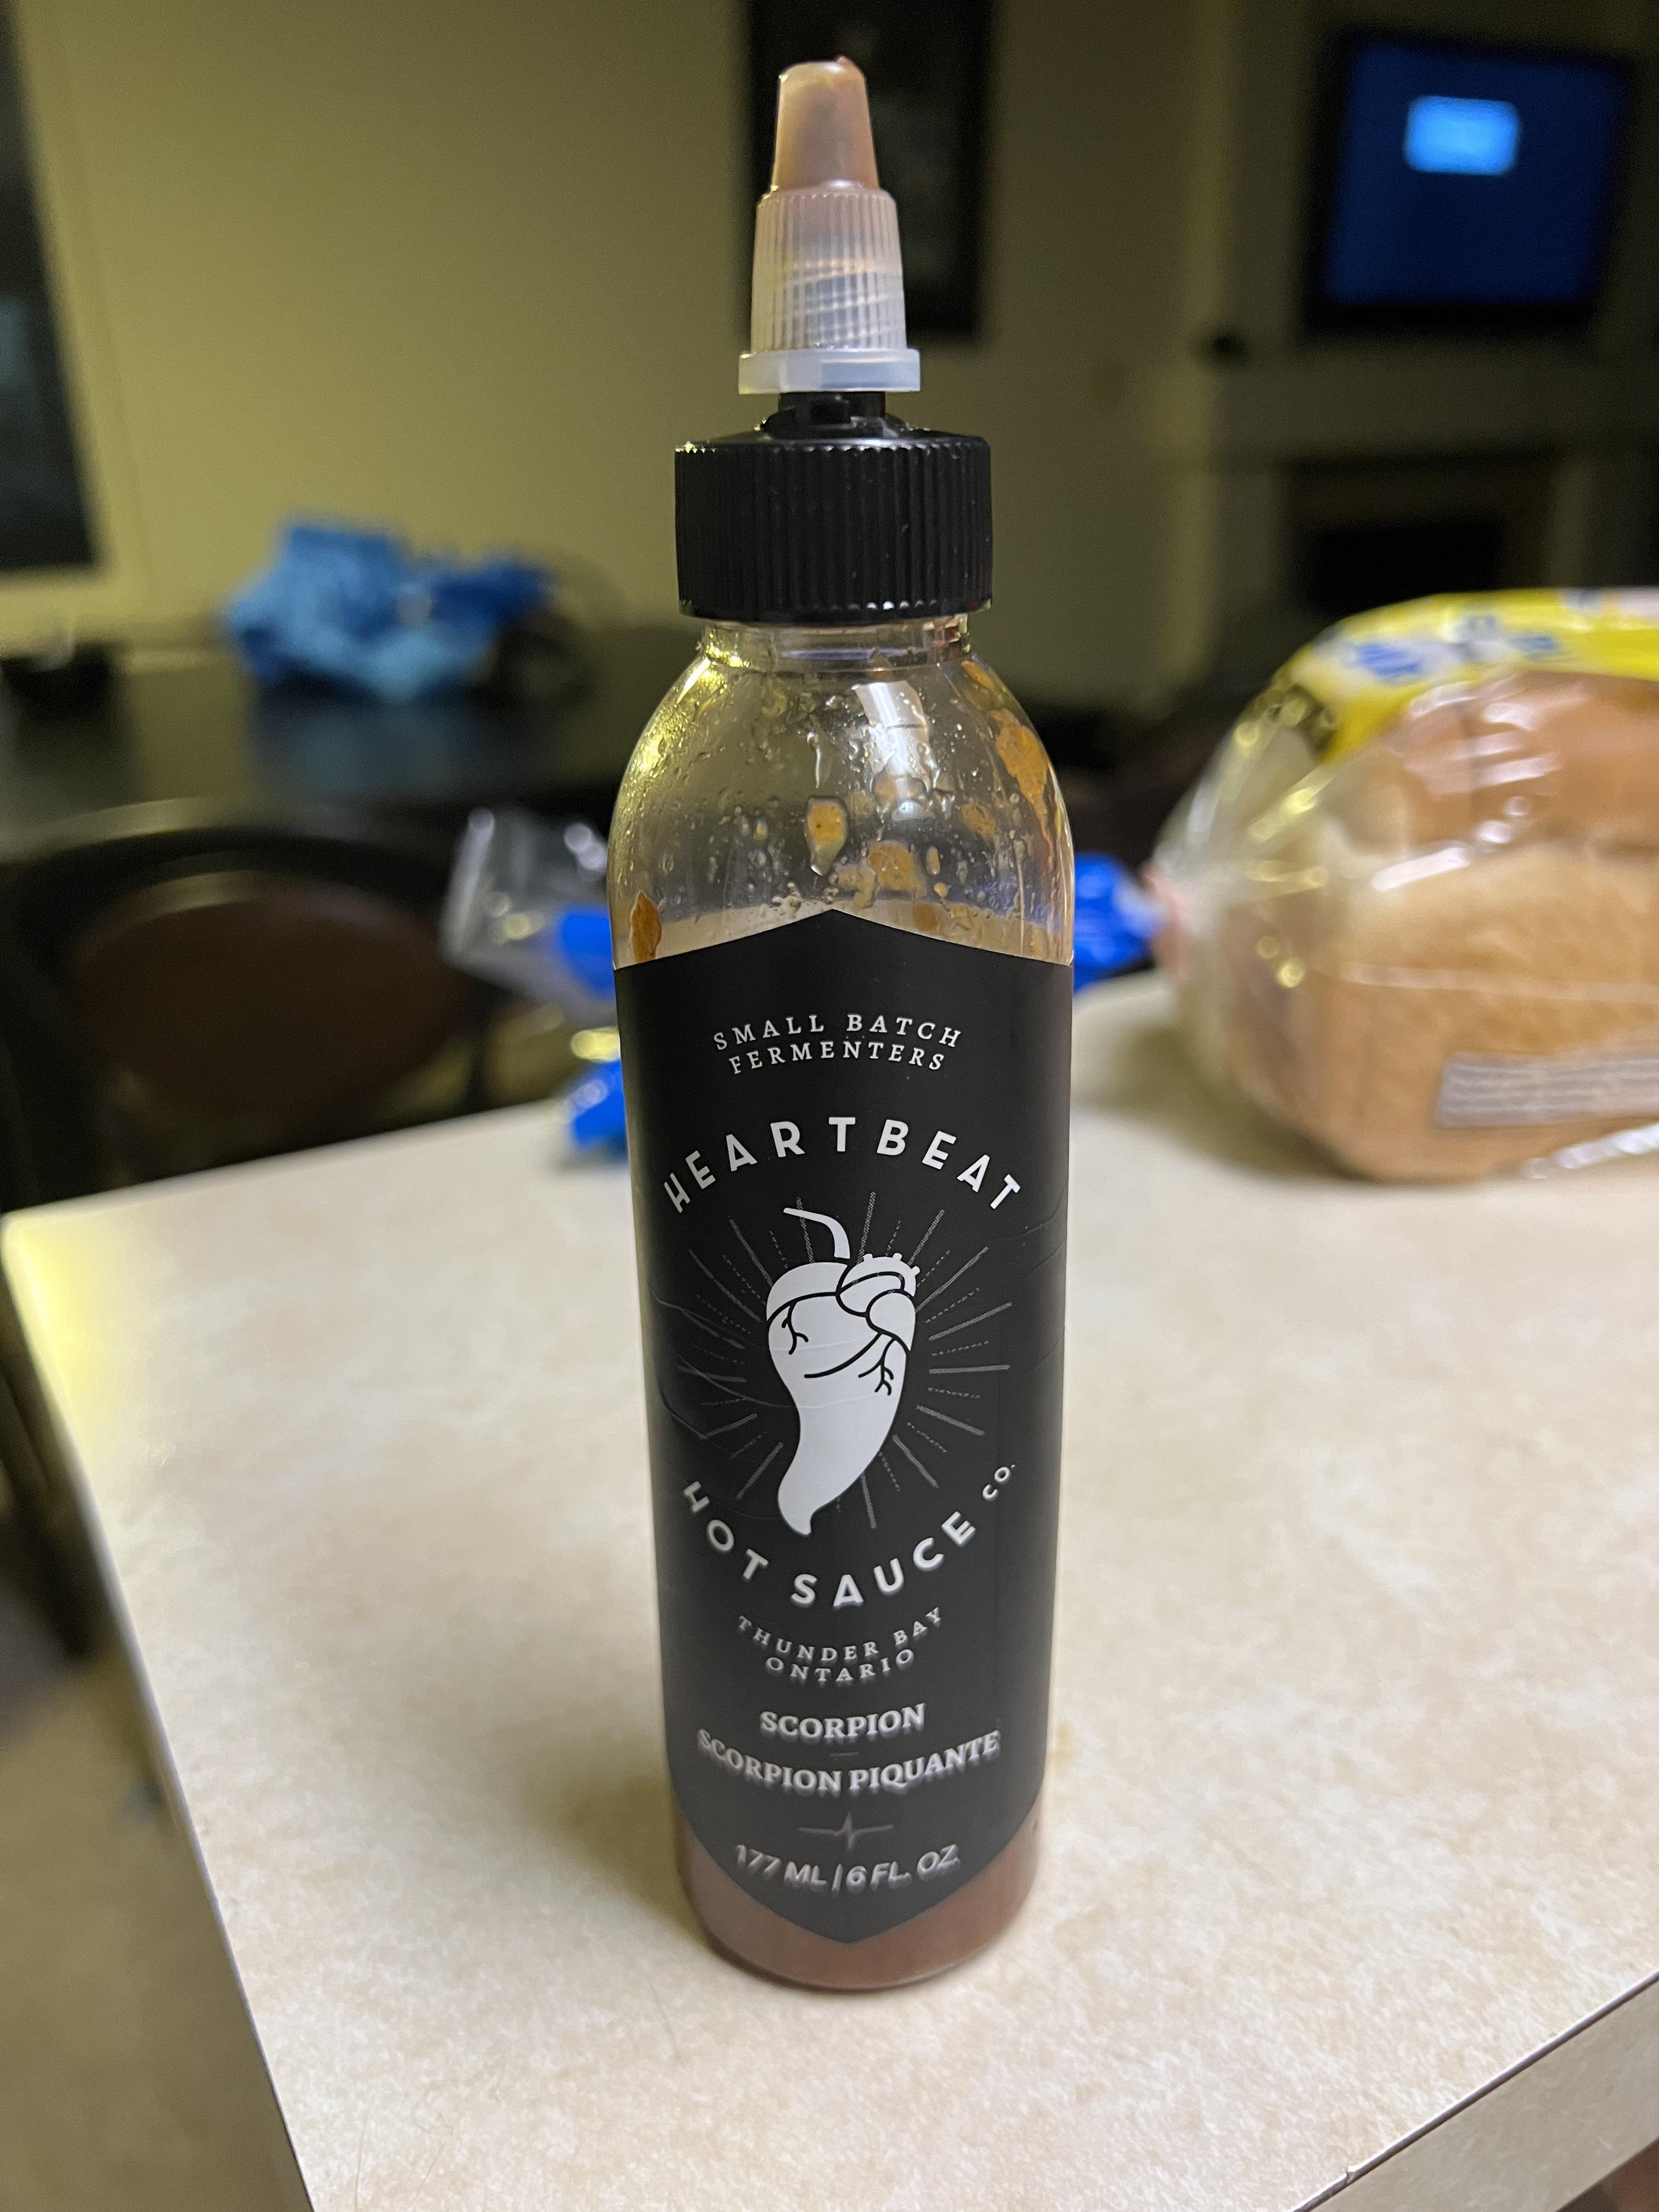 SMALL BATCH
FERMENTERS
HEARTBEAT
HOT SAUCE CO.
THUNDER BAY
ONTARIO
SCORPION
SCORPION PIQUANTE
177 ML | 6 FL. OZ.